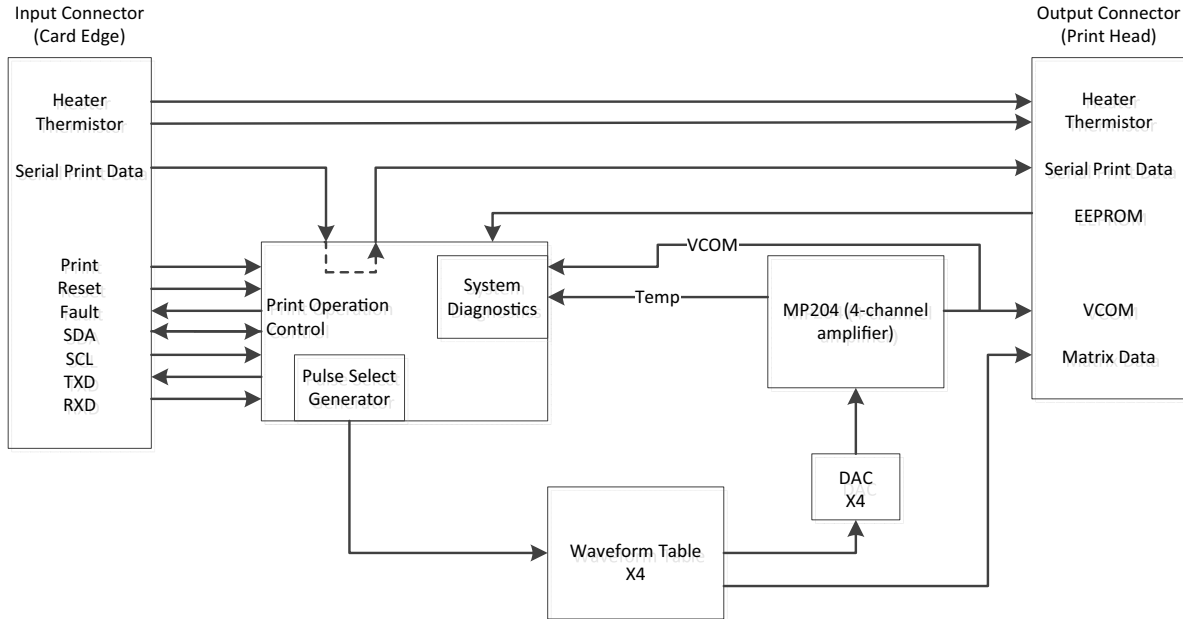 Input Connector
(Card Edge)
Output Connector
(Print Head)
Heater
Thermistor
Serial Print Data
Print
Reset
Fault
SDA
SCL
TXD
RXD
Print Operation
Control
Pulse Select
Generator
System
Diagnostics
VCOM
Temp
MP204 (4-channel
amplifier)
DAC
X4
Waveform Table
X4
Heater
Thermistor
Serial Print Data
EEPROM
VCOM
Matrix Data